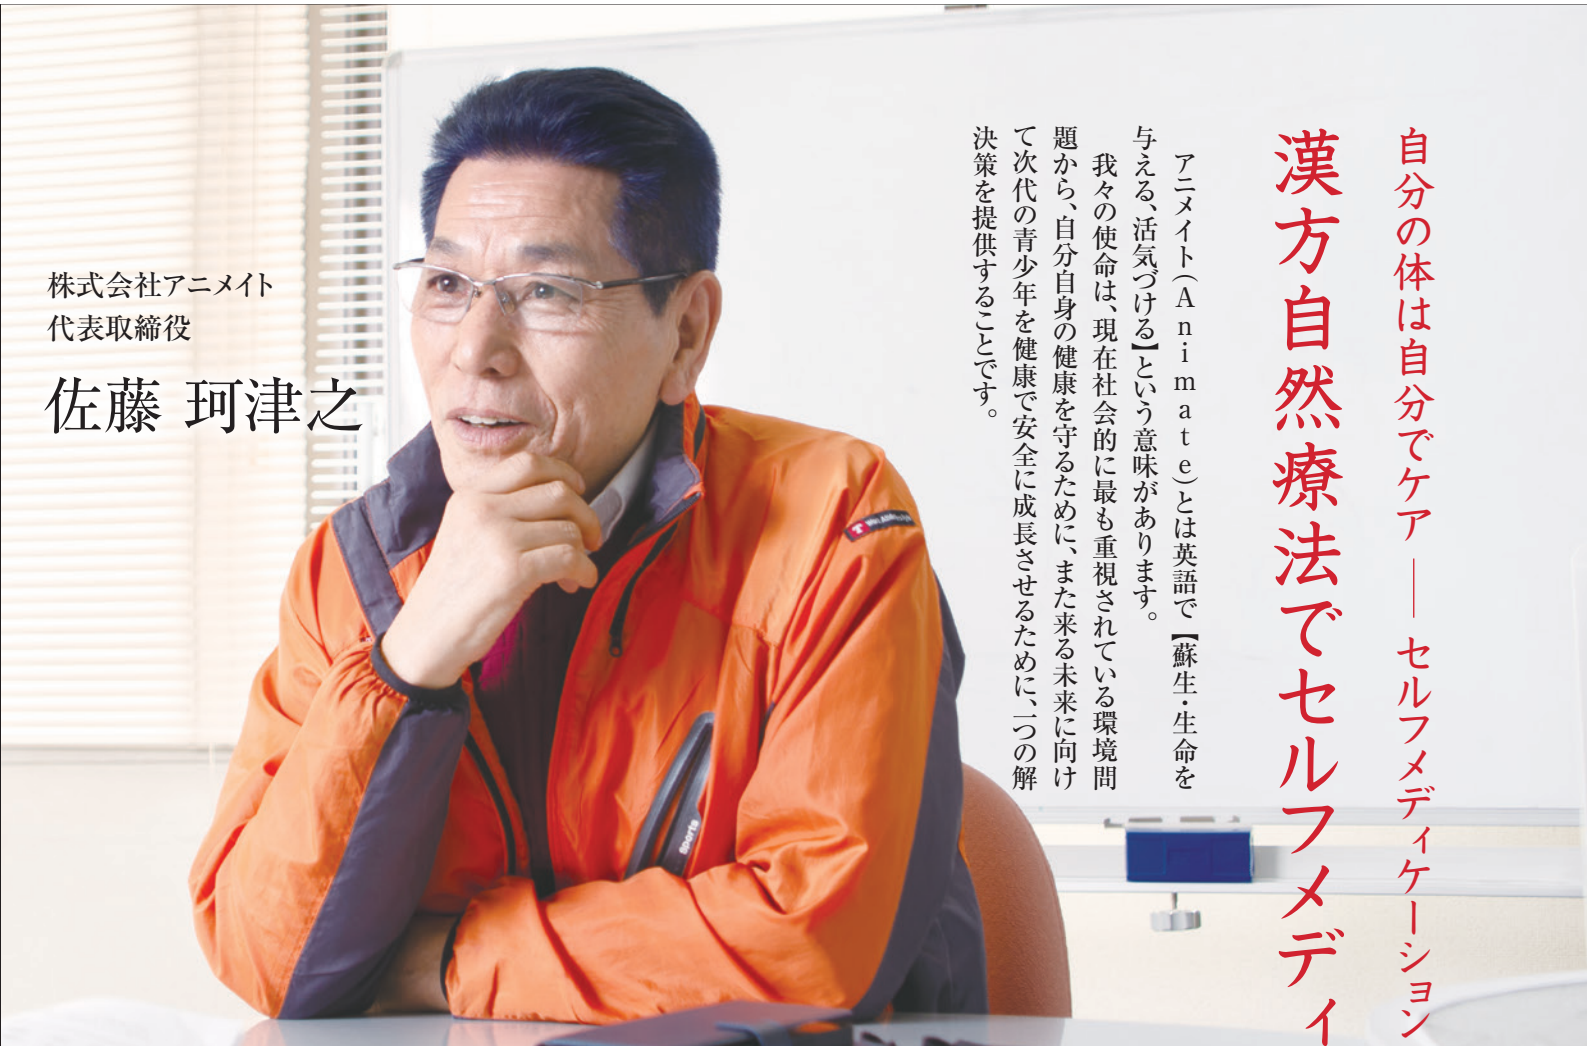 自分の体は自分でケア ── セルフメディケーション
漢方自然療法でセルフメディ
アニメイト(Animate)とは英語で【蘇生・生命を
与える、活気づける】という意味があります。
我々の使命は、現在社会的に最も重視されている環境問
題から、自分自身の健康を守るために、また来る未来に向け
て次代の青少年を健康で安全に成長させるために、一つの解
決策を提供することです。
株式会社アニメイト
代表取締役
佐藤 珂津之
sports